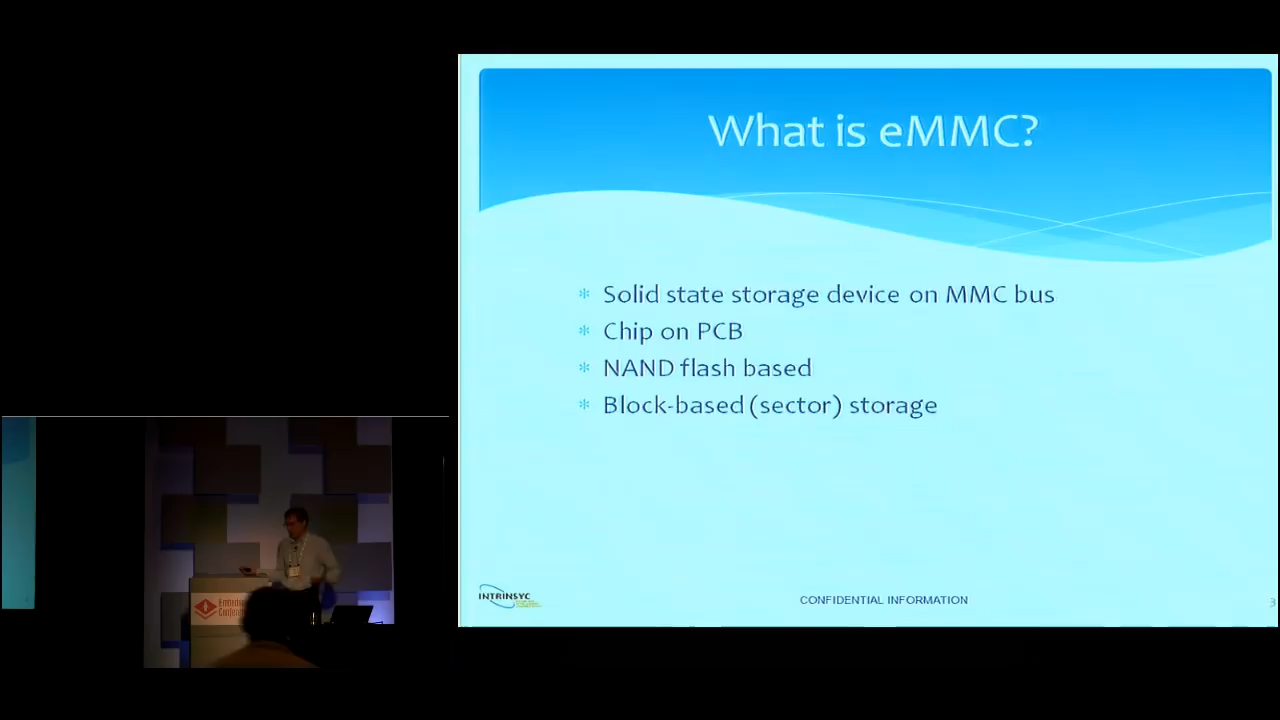 What is eMMC?
* Solid state storage device on MMC bus
* Chip on PCB
* NAND flash based
* Block-based (sector) storage
INTRINSYC
CONFIDENTIAL INFORMATION
3